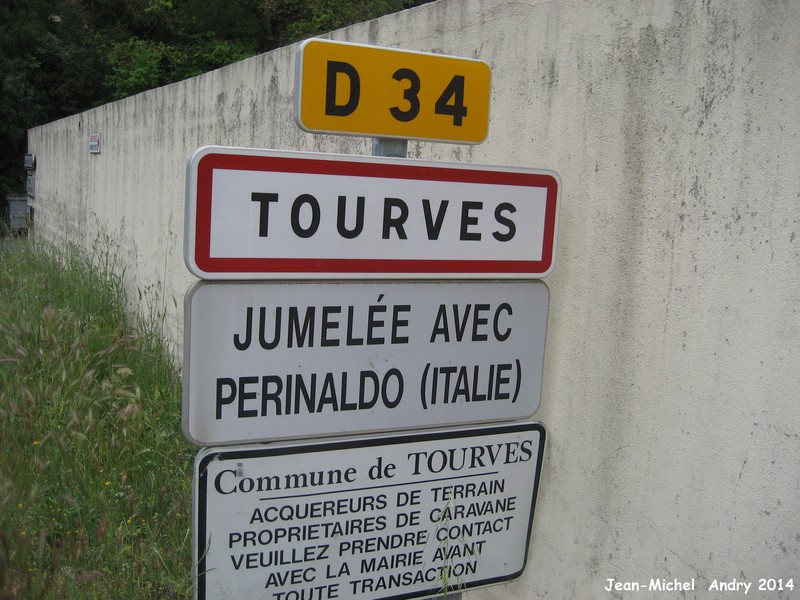 D 34
TOURVES
JUMELÉE AVEC
PERINALDO (ITALIE)
Commune de TOURVES
ACQUEREURS DE TERRAIN
PROPRIETAIRES DE CARAVANE
VEUILLEZ PRENDRE CONTACT
AVEC LA MAIRIE AVANT
TOUTE TRANSACTION
Jean-Michel Andry 2014